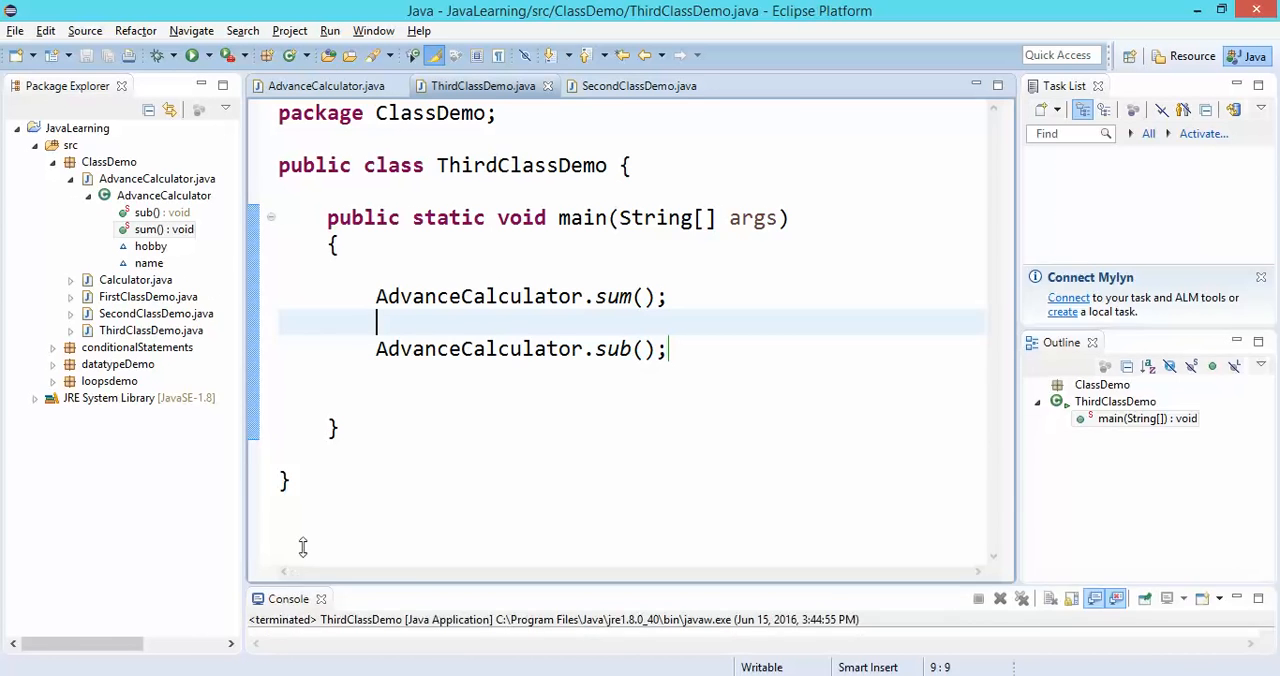 Java - JavaLearning/src/ClassDemo/ThirdClassDemo.java - Eclipse Platform
File Edit Source Refactor Navigate Search Project Run Window Help
Quick Access Resource Java
Package Explorer
JavaLearning
src
ClassDemo
AdvanceCalculator.java
AdvanceCalculator
sub() : void
sum() : void
hobby
name
Calculator.java
FirstClassDemo.java
SecondClassDemo.java
ThirdClassDemo.java
conditionalStatements
datatypeDemo
loopsdemo
JRE System Library [JavaSE-1.8]
AdvanceCalculator.java ThirdClassDemo.java SecondClassDemo.java
package ClassDemo;
public class ThirdClassDemo {
public static void main(String[] args)
{
AdvanceCalculator.sum();
AdvanceCalculator.sub();
}
}
Task List
Find All Activate...
Connect Mylyn
Connect to your task and ALM tools or
create a local task.
Outline
ClassDemo
ThirdClassDemo
main(String[]) : void
Console
<terminated> ThirdClassDemo [Java Application] C:\Program Files\Java\jre1.8.0_40\bin\javaw.exe (Jun 15, 2016, 3:44:55 PM)
Writable Smart Insert 9 : 9